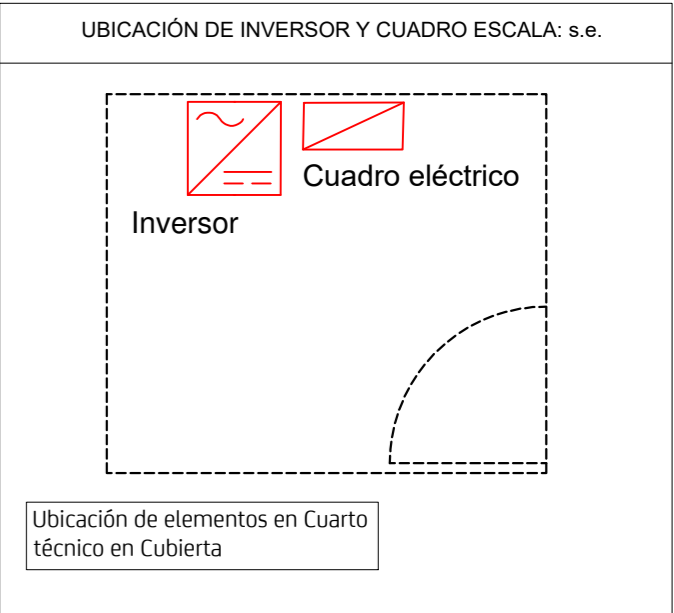 UBICACIÓN DE INVERSOR Y CUADRO ESCALA: s.e.
Cuadro eléctrico
Inversor
Ubicación de elementos en Cuarto
técnico en Cubierta